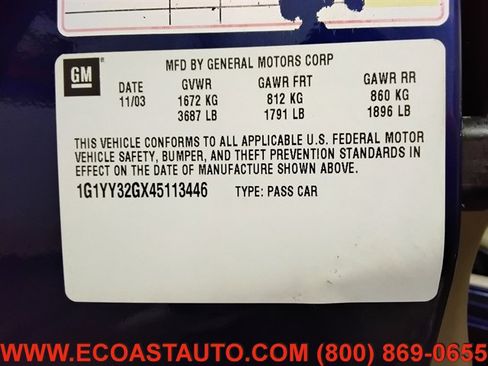 GM
MFD BY GENERAL MOTORS CORP
DATE GVWR GAWR FRT GAWR RR
11/03 1672 KG 812 KG 860 KG
3687 LB 1791 LB 1896 LB
THIS VEHICLE CONFORMS TO ALL APPLICABLE U.S. FEDERAL MOTOR
VEHICLE SAFETY, BUMPER, AND THEFT PREVENTION STANDARDS IN
EFFECT ON THE DATE OF MANUFACTURE SHOWN ABOVE.
1G1YY32GX45113446 TYPE: PASS CAR
WWW.ECOASTAUTO.COM (800) 869-0655